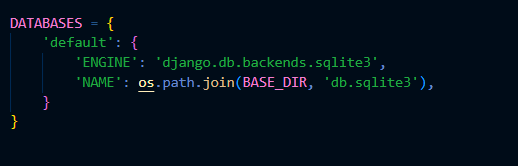 DATABASES = {
    'default': {
        'ENGINE': 'django.db.backends.sqlite3',
        'NAME': os.path.join(BASE_DIR, 'db.sqlite3'),
    }
}